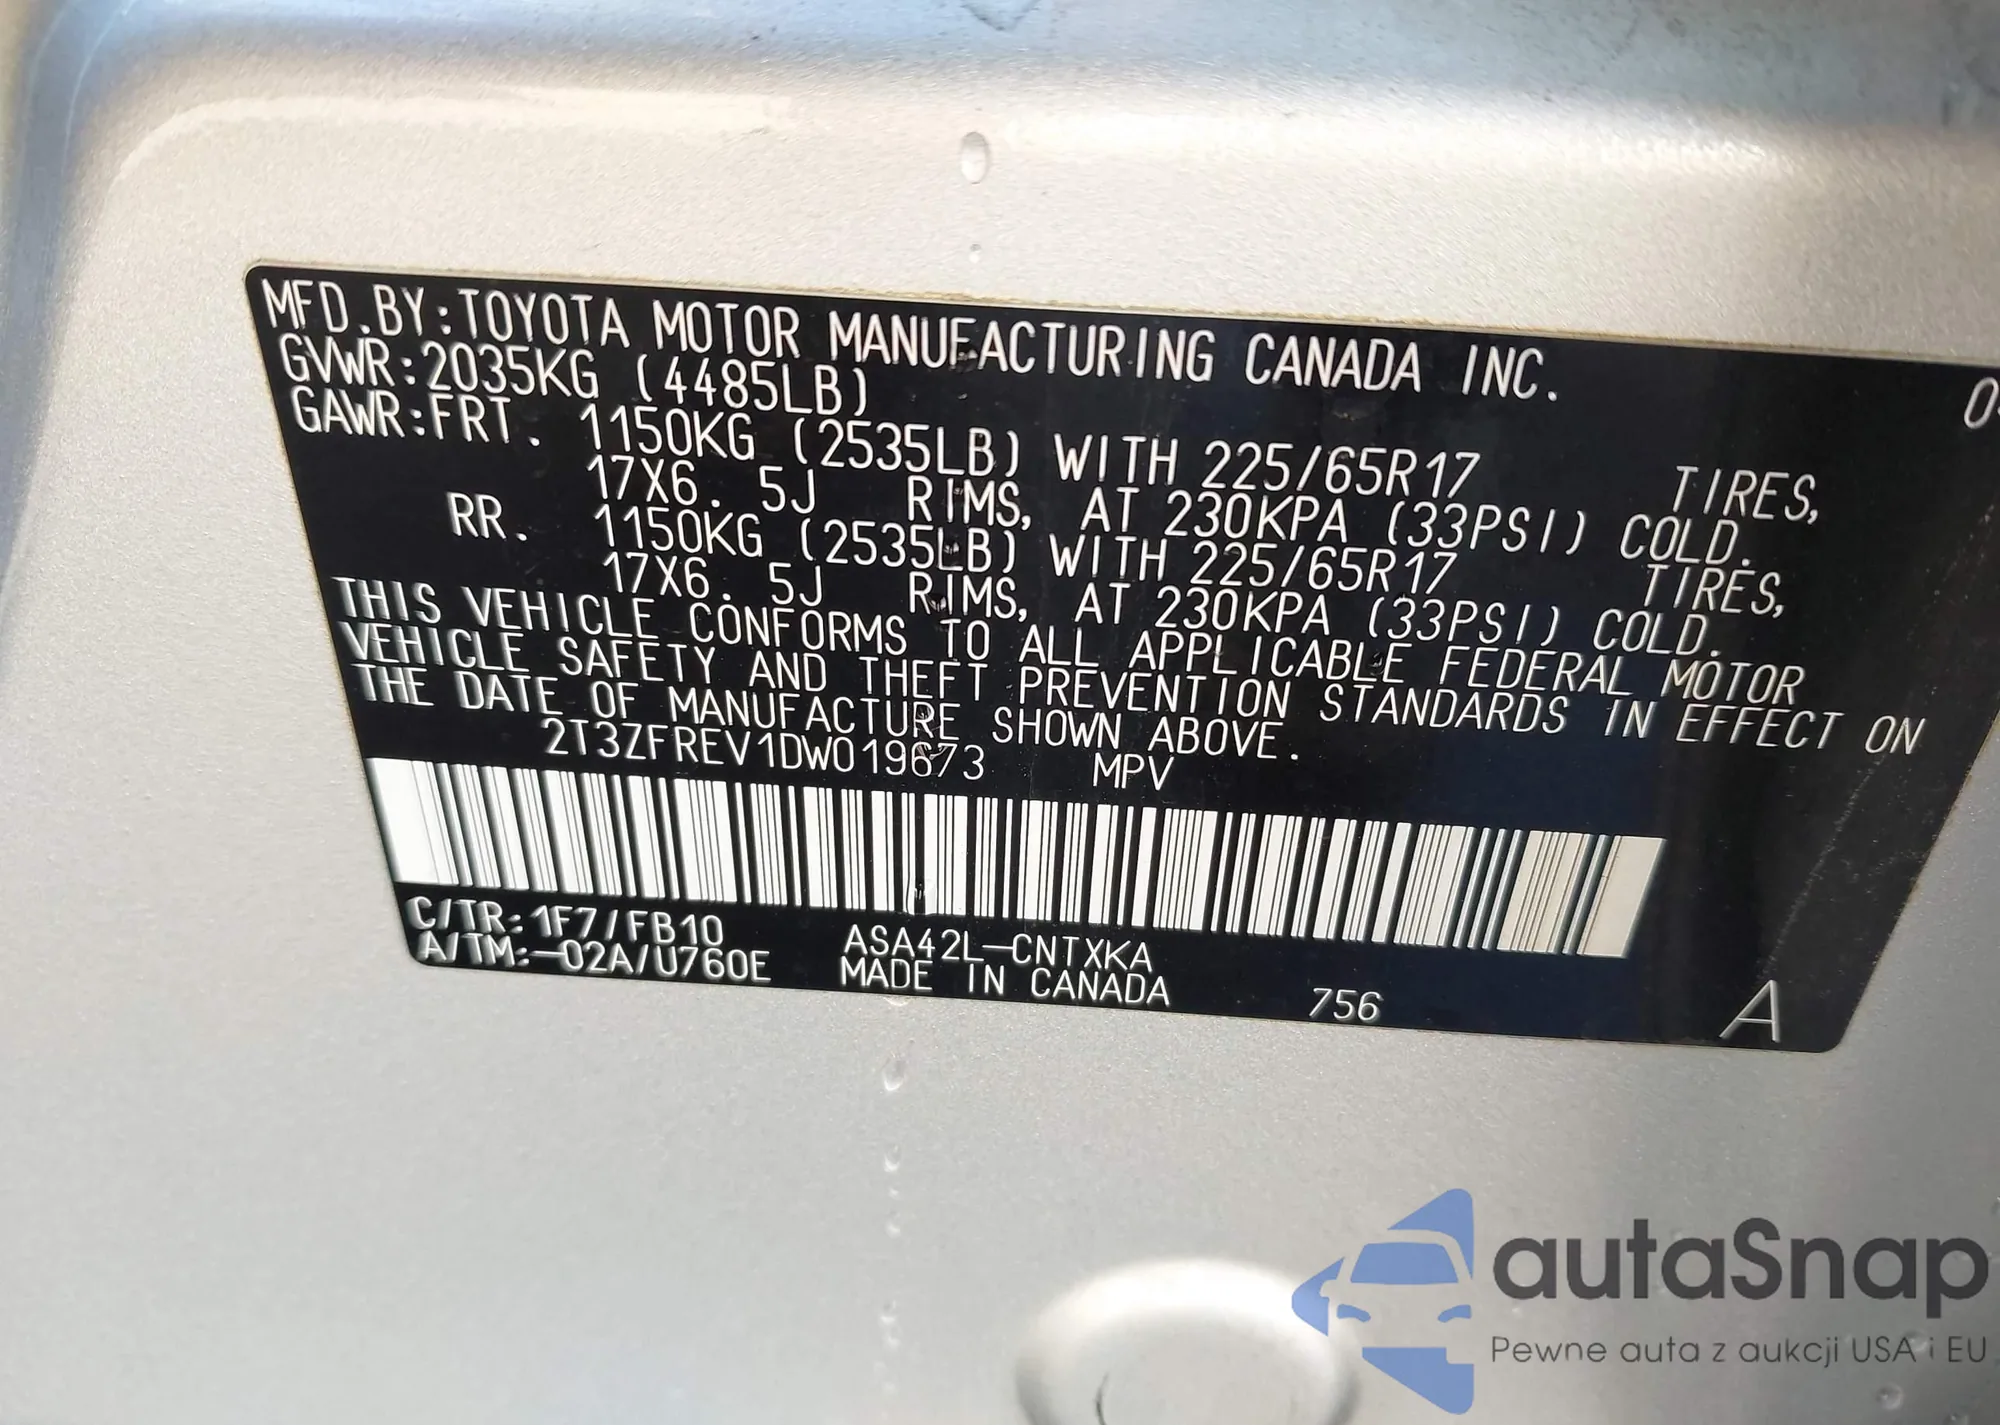 MFD.BY:TOYOTA MOTOR MANUFACTURING CANADA INC.
GVWR:2035KG (4485LB)
GAWR:FRT. 1150KG (2535LB) WITH 225/65R17 TIRES,
17X6.5J RIMS, AT 230KPA (33PSI) COLD.
RR. 1150KG (2535LB) WITH 225/65R17 TIRES,
17X6.5J RIMS, AT 230KPA (33PSI) COLD.
THIS VEHICLE CONFORMS TO ALL APPLICABLE FEDERAL MOTOR
VEHICLE SAFETY AND THEFT PREVENTION STANDARDS IN EFFECT ON
THE DATE OF MANUFACTURE SHOWN ABOVE.
2T3ZFREV1DW019673 MPV
C/TR:1F7/FB10 ASA42L-CNTXKA
A/TM:-02A/U760E MADE IN CANADA 756 A
autaSnap
Pewne auta z aukcji USA i EU